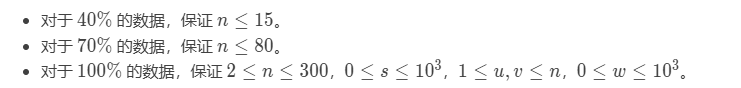 • 对于 40% 的数据，保证 n ≤ 15。
• 对于 70% 的数据，保证 n ≤ 80。
• 对于 100% 的数据，保证 2 ≤ n ≤ 300，0 ≤ s ≤ 10³，1 ≤ u, v ≤ n，0 ≤ w ≤ 10³。